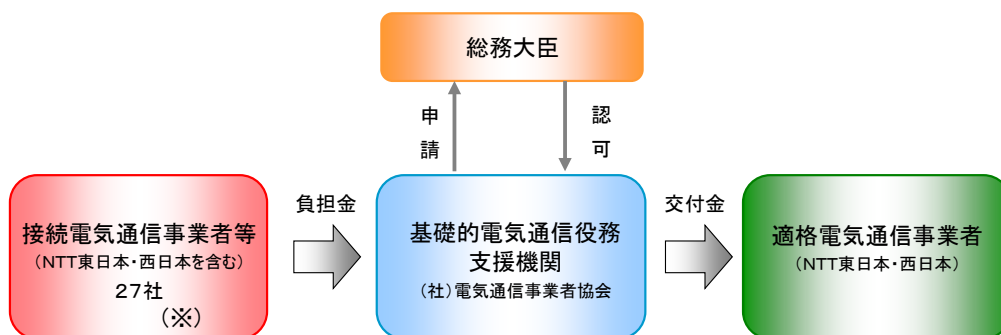 総務大臣
申請
認可
接続電気通信事業者等
（NTT東日本・西日本を含む）
27社
（※）
負担金
基礎的電気通信役務
支援機関
（社）電気通信事業者協会
交付金
適格電気通信事業者
（NTT東日本・西日本）